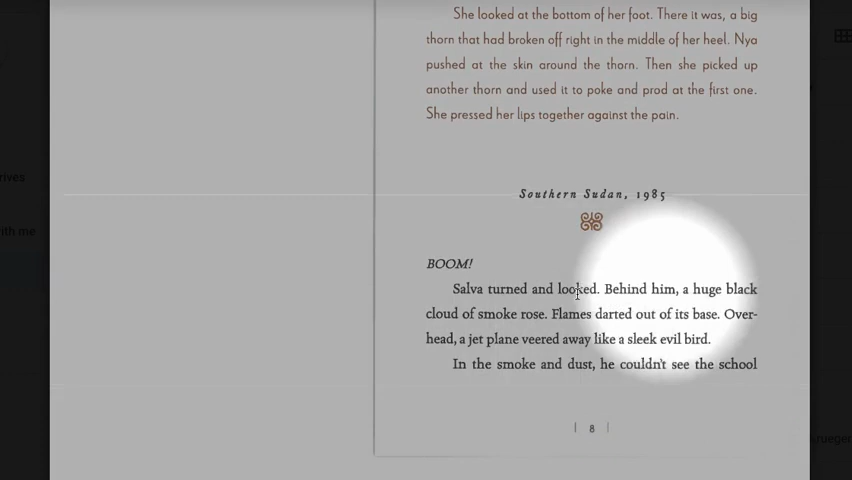 She looked at the bottom of her foot. There it was, a big
thorn that had broken off right in the middle of her heel. Nya
pushed at the skin around the thorn. Then she picked up
another thorn and used it to poke and prod at the first one.
She pressed her lips together against the pain.
rives
Southern Sudan, 1985
ith me
BOOM!
Salva turned and looked. Behind him, a huge black
cloud of smoke rose. Flames darted out of its base. Over-
head, a jet plane veered away like a sleek evil bird.
In the smoke and dust, he couldn't see the school
| 8 |
rueger